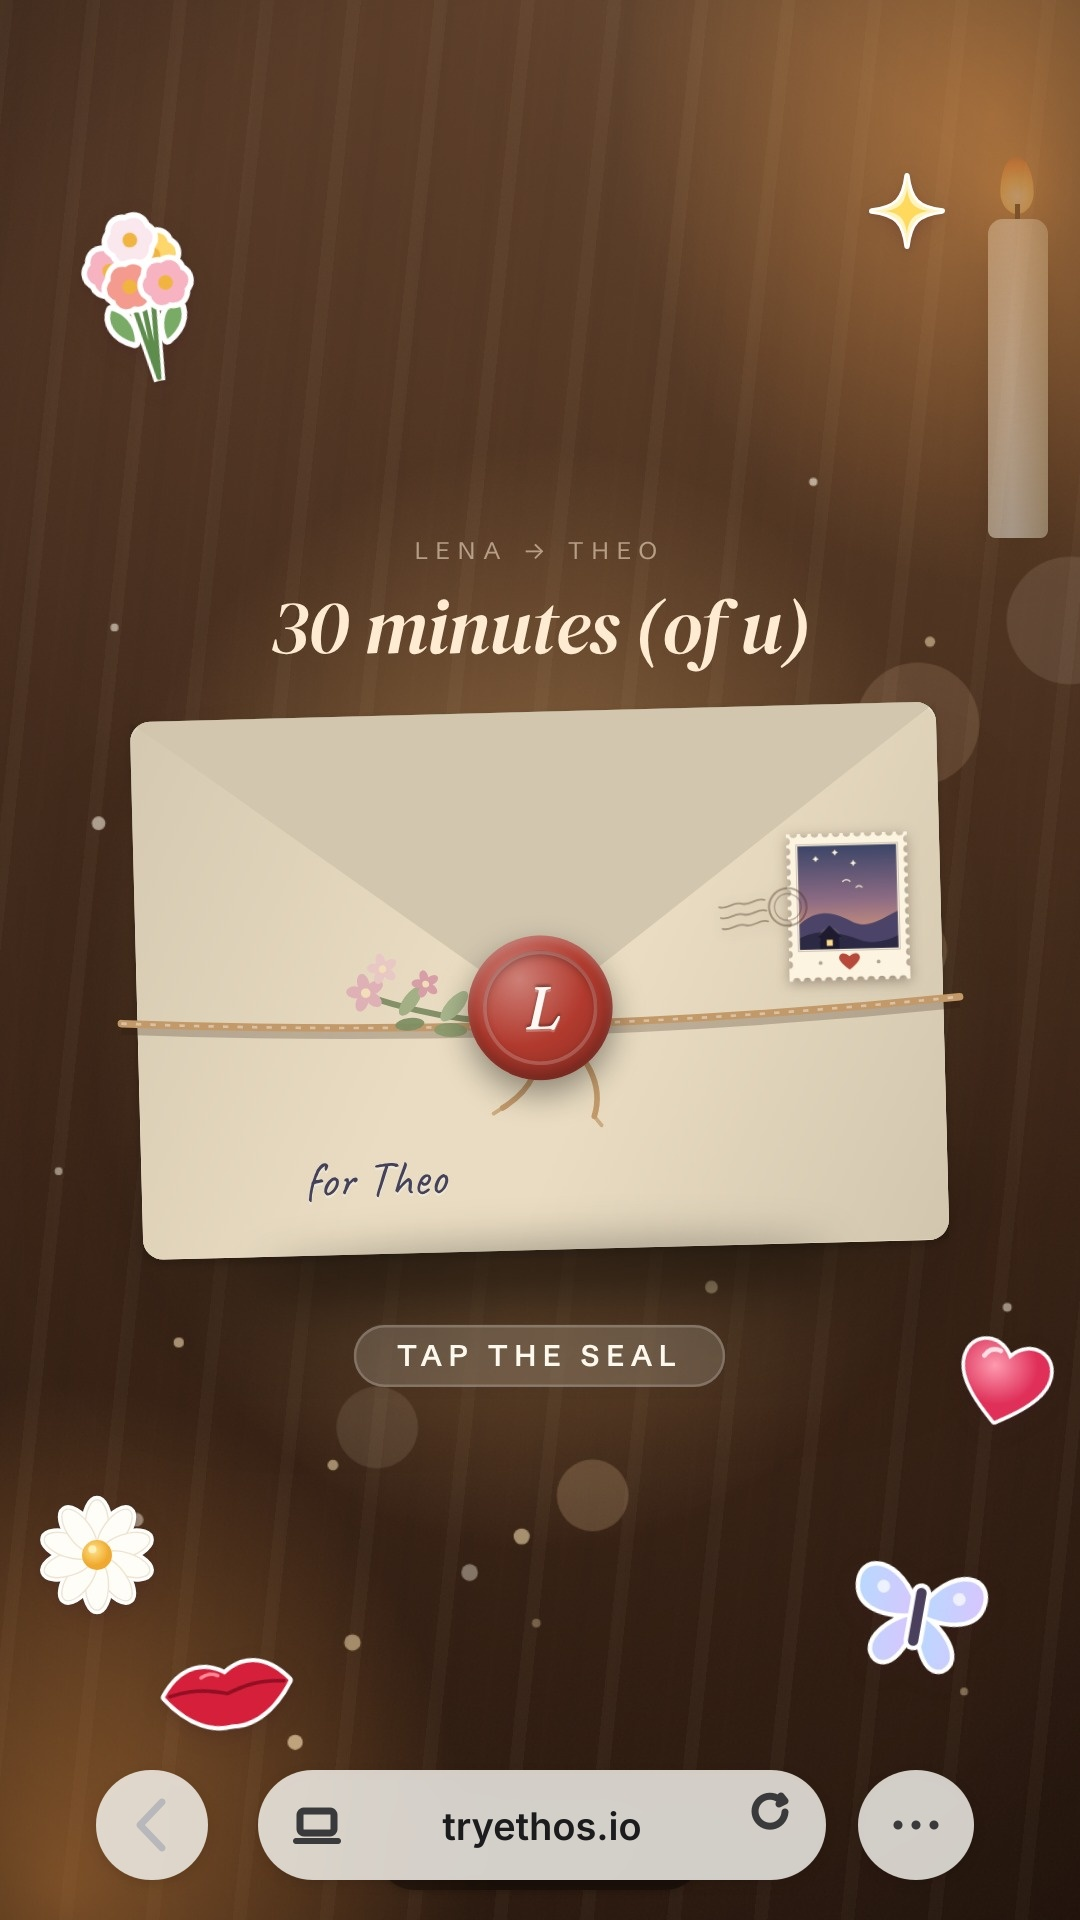 LENA → THEO
30 minutes (of u)
L
for Theo
TAP THE SEAL
tryethos.io